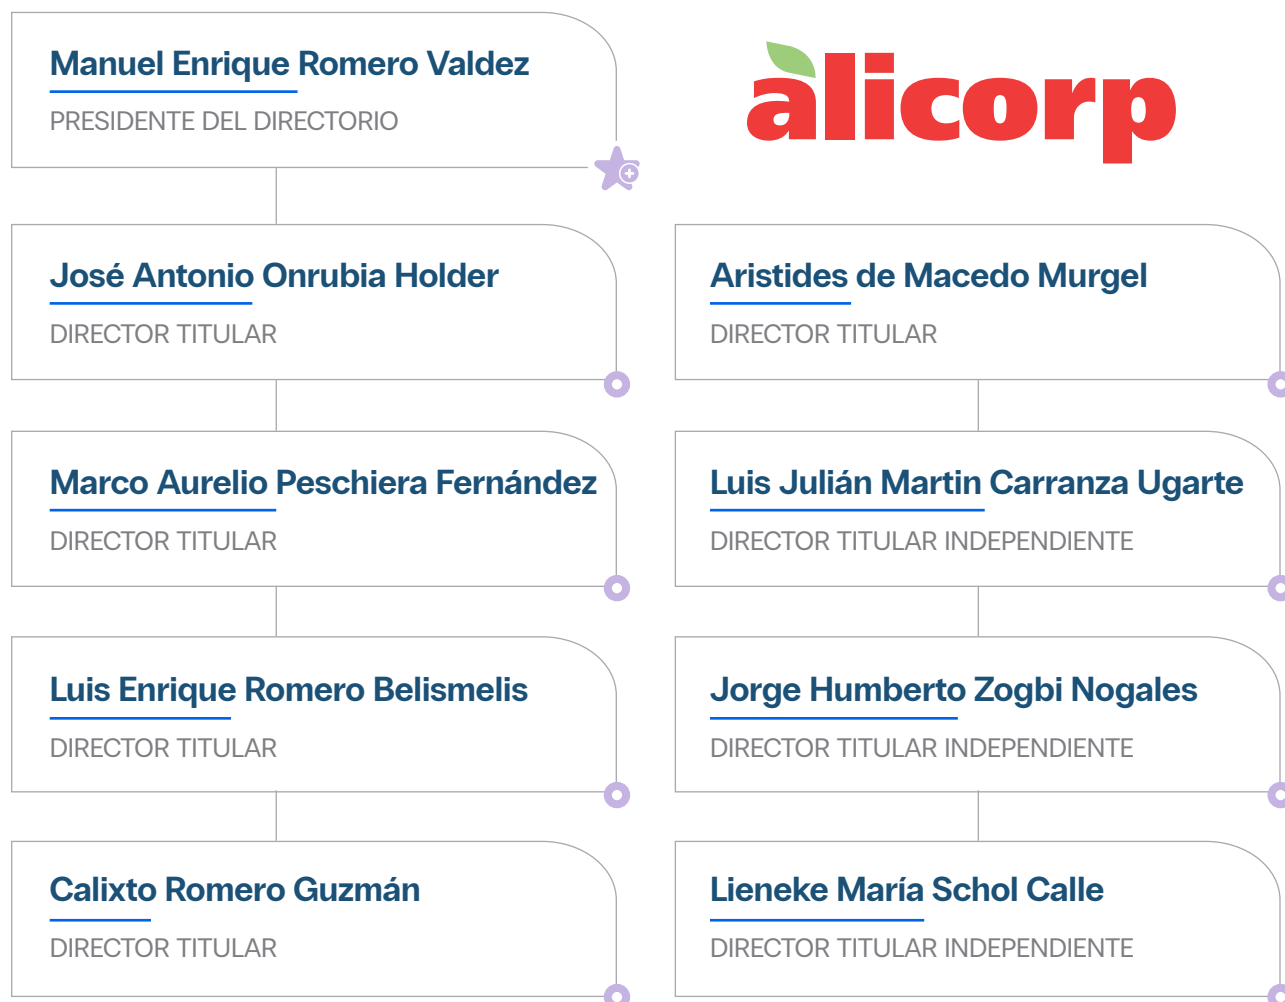 Manuel Enrique Romero Valdez
PRESIDENTE DEL DIRECTORIO
alicorp
José Antonio Onrubia Holder
DIRECTOR TITULAR
Marco Aurelio Peschiera Fernández
DIRECTOR TITULAR
Luis Enrique Romero Belismelis
DIRECTOR TITULAR
Calixto Romero Guzmán
DIRECTOR TITULAR
Aristides de Macedo Murgel
DIRECTOR TITULAR
Luis Julián Martin Carranza Ugarte
DIRECTOR TITULAR INDEPENDIENTE
Jorge Humberto Zogbi Nogales
DIRECTOR TITULAR INDEPENDIENTE
Lieneke María Schol Calle
DIRECTOR TITULAR INDEPENDIENTE